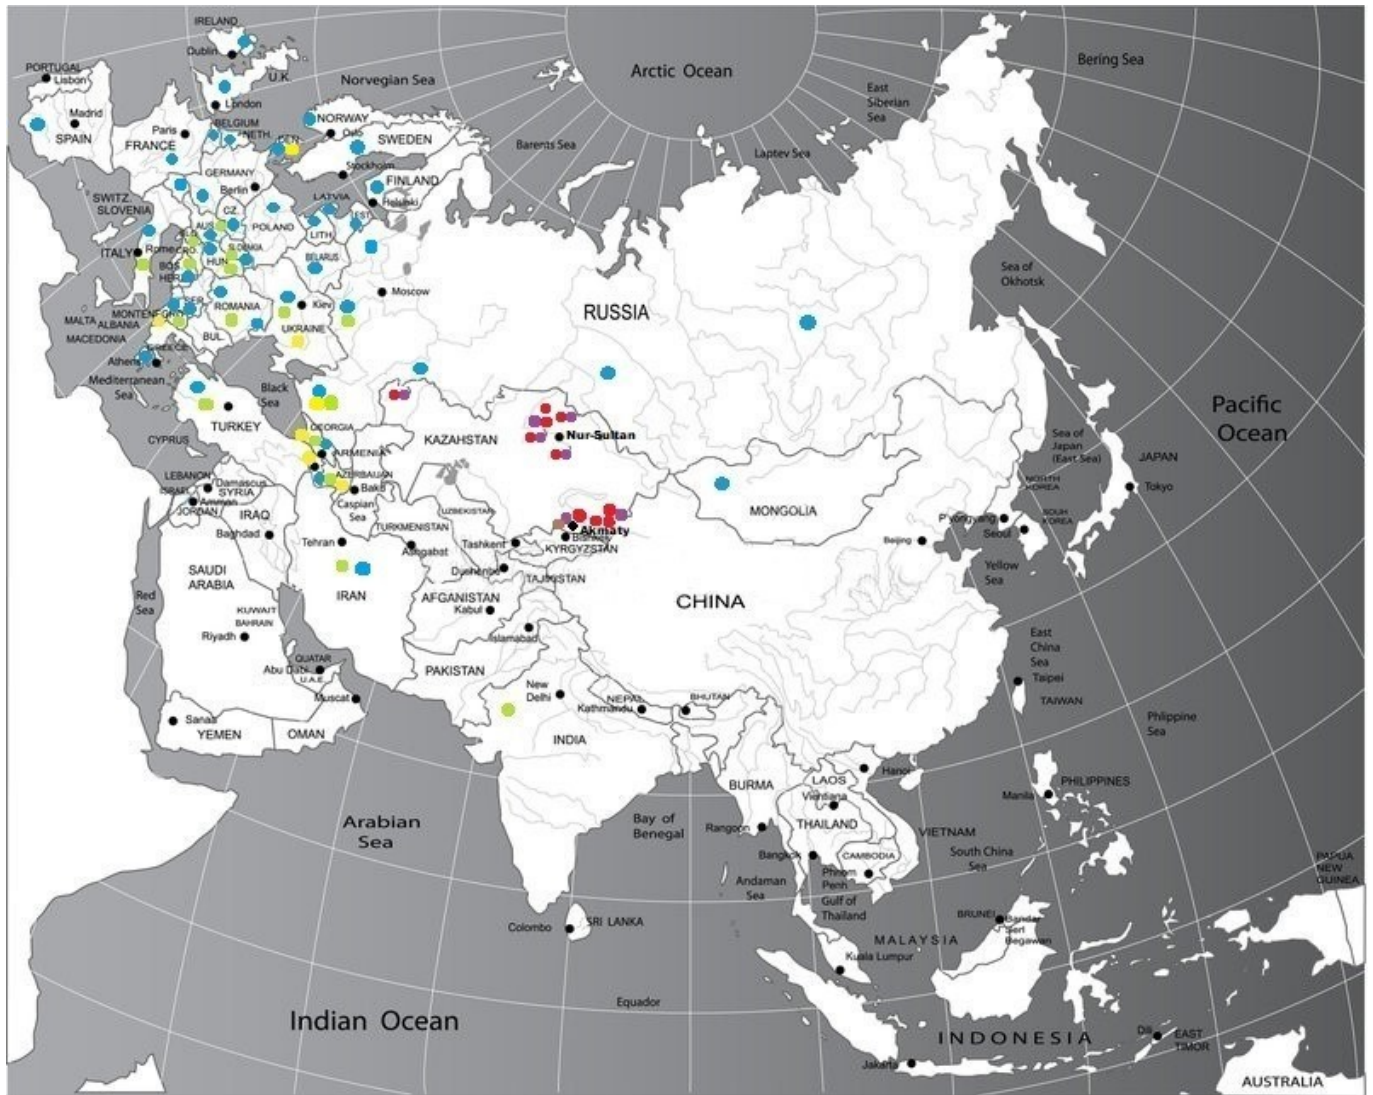 IRELAND
Dublin
U.K.
London
PORTUGAL
Lisbon
Madrid
SPAIN
Paris
FRANCE
BELGIUM
NETH.
Norwegian Sea
NORWAY
Oslo
SWEDEN
Stockholm
FINLAND
Helsinki
Barents Sea
Arctic Ocean
Laptev Sea
East
Siberian
Sea
Bering Sea
GERMANY
Berlin
LATVIA
EST.
LITH.
SWITZ.
SLOVENIA
CZ.
POLAND
BELARUS
ITALY
Rome
CRO.
HUN
BOS.
ROMANIA
Kiev
UKRAINE
Moscow
RUSSIA
Sea of
Okhotsk
MALTA
ALBANIA
MACEDONIA
BUL.
Athens
Mediterranean
Sea
Black
Sea
TURKEY
GEORGIA
ARMENIA
AZERBAIJAN
Baku
Caspian
Sea
KAZAHSTAN
Nur-Sultan
Akmaty
Bishkek
KYRGYZSTAN
MONGOLIA
CYPRUS
LEBANON
Damascus
ISRAEL
SYRIA
Amman
JORDAN
IRAQ
Baghdad
Tehran
IRAN
TURKMENISTAN
UZBEKISTAN
Ashgabat
Tashkent
Dushenbe
TAJIKISTAN
AFGANISTAN
Kabul
Islamabad
PAKISTAN
CHINA
Beijing
P'yongyang
Seoul
NORTH
KOREA
SOUH
KOREA
Sea of
Japan
(East Sea)
JAPAN
Tokyo
Pacific
Ocean
Yellow
Sea
East
China
Sea
Taipei
TAIWAN
Phlippine
Sea
SAUDI
ARABIA
Red
Sea
KUWAIT
BAHRAIN
Riyadh
QUATAR
Abu Dabi
U.A.E.
Muscat
Sanaa
YEMEN
OMAN
New
Delhi
NEPAL
Kathmandu
BHUTAN
INDIA
BURMA
LAOS
Hanoi
Vientiana
THAILAND
Rangoon
Bangkok
CAMBODIA
Phnom
Penh
VIETNAM
Manila
PHILIPPINES
South China
Sea
Arabian
Sea
Bay of
Benegal
Andaman
Sea
Gulf of
Thailand
PAPUA
NEW
GUINEA
Colombo
SRI LANKA
BRUNEI
Bandar
Seri
Begawan
MALAYSIA
Kuala Lumpur
Equador
Indian Ocean
INDONESIA
Jakarta
Dili
EAST
TIMOR
AUSTRALIA